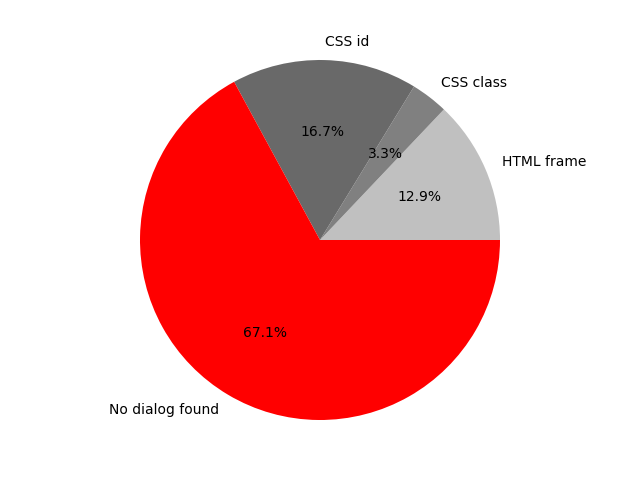 CSS id
CSS class
16.7%
3.3%
HTML frame
12.9%
67.1%
No dialog found